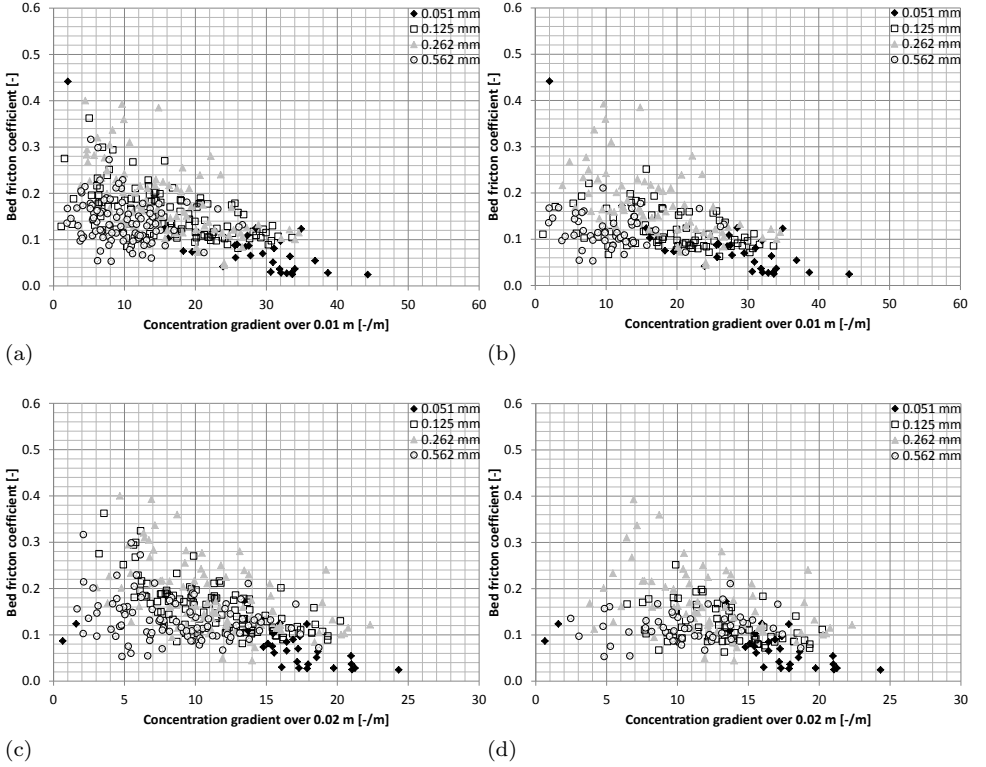 0.6
0.5
0.4
0.3
0.2
0.1
0.0
Bed fricton coefficient [-]
0 10 20 30 40 50 60
Concentration gradient over 0.01 m [-/m]
0.051 mm
0.125 mm
0.262 mm
0.562 mm
(a)
0.6
0.5
0.4
0.3
0.2
0.1
0.0
Bed fricton coefficient [-]
0 10 20 30 40 50 60
Concentration gradient over 0.01 m [-/m]
0.051 mm
0.125 mm
0.262 mm
0.562 mm
(b)
0.6
0.5
0.4
0.3
0.2
0.1
0.0
Bed fricton coefficient [-]
0 5 10 15 20 25 30
Concentration gradient over 0.02 m [-/m]
0.051 mm
0.125 mm
0.262 mm
0.562 mm
(c)
0.6
0.5
0.4
0.3
0.2
0.1
0.0
Bed fricton coefficient [-]
0 5 10 15 20 25 30
Concentration gradient over 0.02 m [-/m]
0.051 mm
0.125 mm
0.262 mm
0.562 mm
(d)